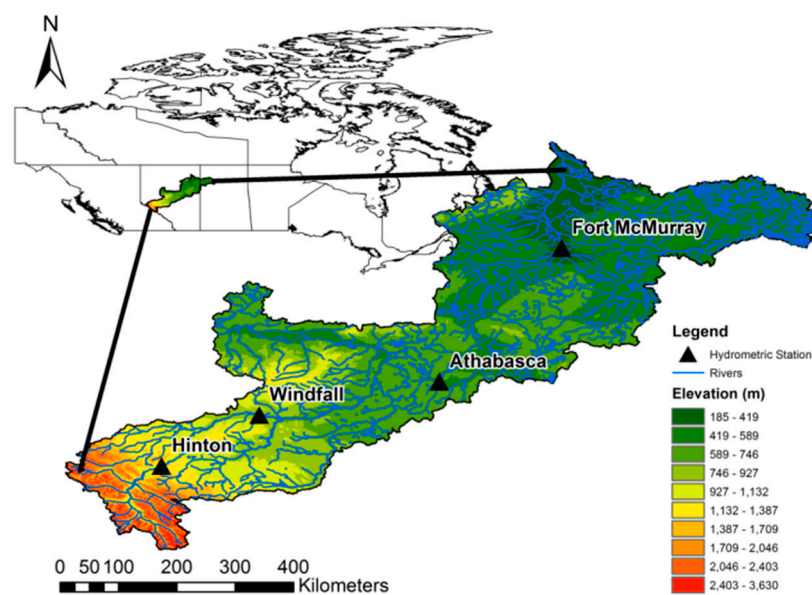 N
Fort McMurray
Athabasca
Windfall
Hinton
Legend
Hydrometric Station
Rivers
Elevation (m)
185 - 419
419 - 589
589 - 746
746 - 927
927 - 1,132
1,132 - 1,387
1,387 - 1,709
1,709 - 2,046
2,046 - 2,403
2,403 - 3,630
0 50 100 200 300 400
Kilometers